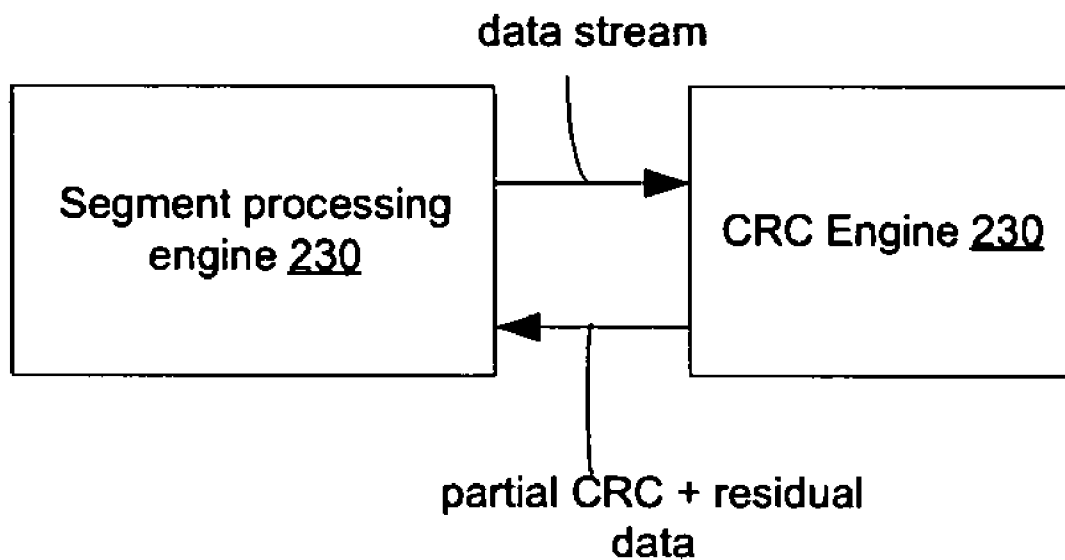 data stream
Segment processing
engine 230
CRC Engine 230
partial CRC + residual
data